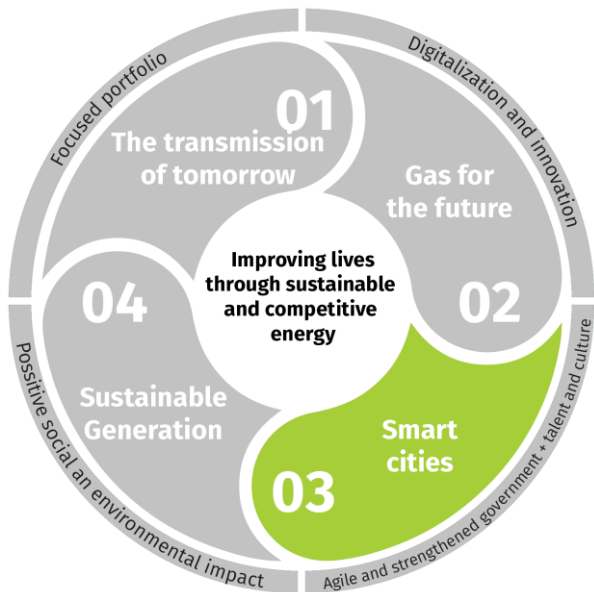 Focused portfolio
Digitalization and innovation
01
The transmission
of tomorrow
Gas for
the future
02
Improving lives
through sustainable
and competitive
energy
04
Sustainable
Generation
Smart
cities
03
Possitive social an environmental impact
Agile and strengthened government + talent and culture